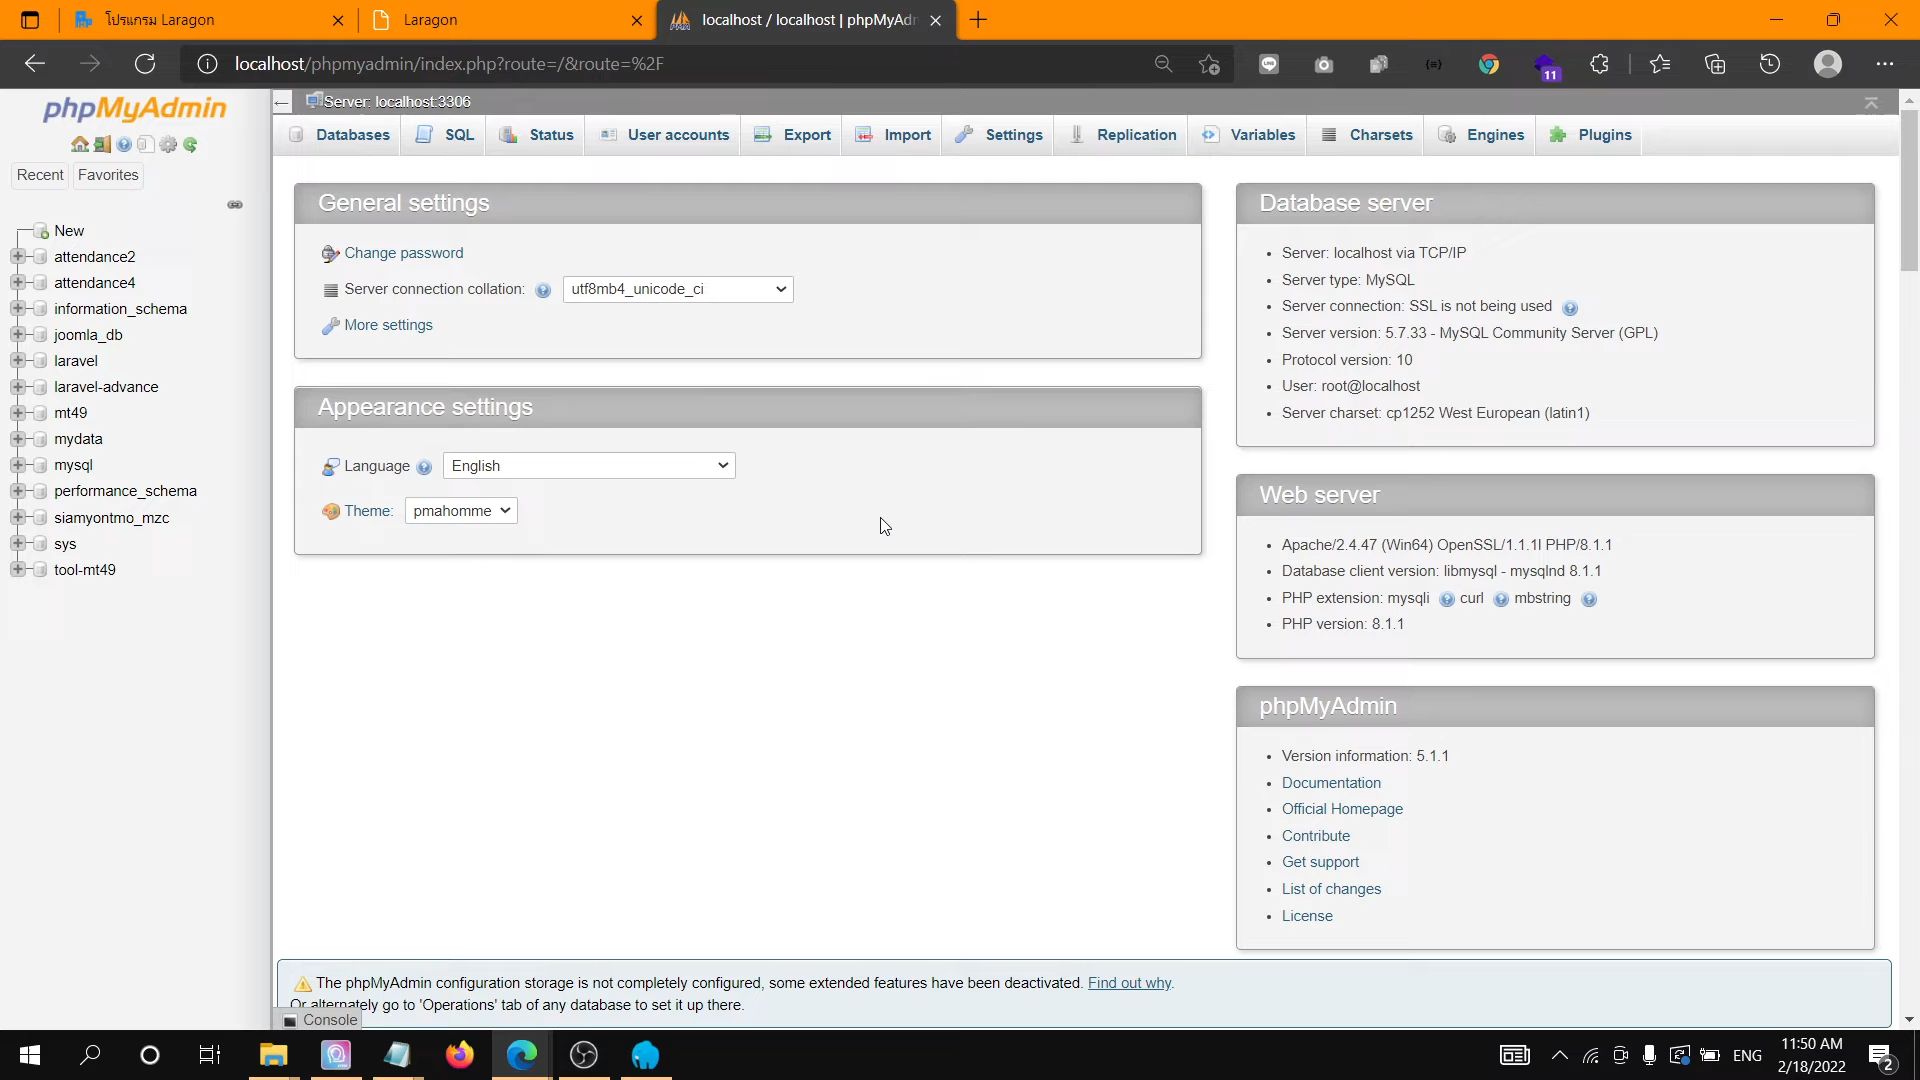 โปรแกรม Laragon
Laragon
localhost / localhost | phpMyAdn
localhost/phpmyadmin/index.php?route=/&route=%2F
11
phpMyAdmin
Server: localhost:3306
Databases
SQL
Status
User accounts
Export
Import
Settings
Replication
Variables
Charsets
Engines
Plugins
Recent
Favorites
New
attendance2
attendance4
information_schema
joomla_db
laravel
laravel-advance
mt49
mydata
mysql
performance_schema
siamyontmo_mzc
sys
tool-mt49
General settings
Change password
Server connection collation:
utf8mb4_unicode_ci
More settings
Appearance settings
Language
English
Theme:
pmahomme
Database server
Server: localhost via TCP/IP
Server type: MySQL
Server connection: SSL is not being used
Server version: 5.7.33 - MySQL Community Server (GPL)
Protocol version: 10
User: root@localhost
Server charset: cp1252 West European (latin1)
Web server
Apache/2.4.47 (Win64) OpenSSL/1.1.1l PHP/8.1.1
Database client version: libmysql - mysqlnd 8.1.1
PHP extension: mysqli curl mbstring
PHP version: 8.1.1
phpMyAdmin
Version information: 5.1.1
Documentation
Official Homepage
Contribute
Get support
List of changes
License
The phpMyAdmin configuration storage is not completely configured, some extended features have been deactivated. Find out why.
Or alternately go to 'Operations' tab of any database to set it up there.
Console
ENG
11:50 AM
2/18/2022
2